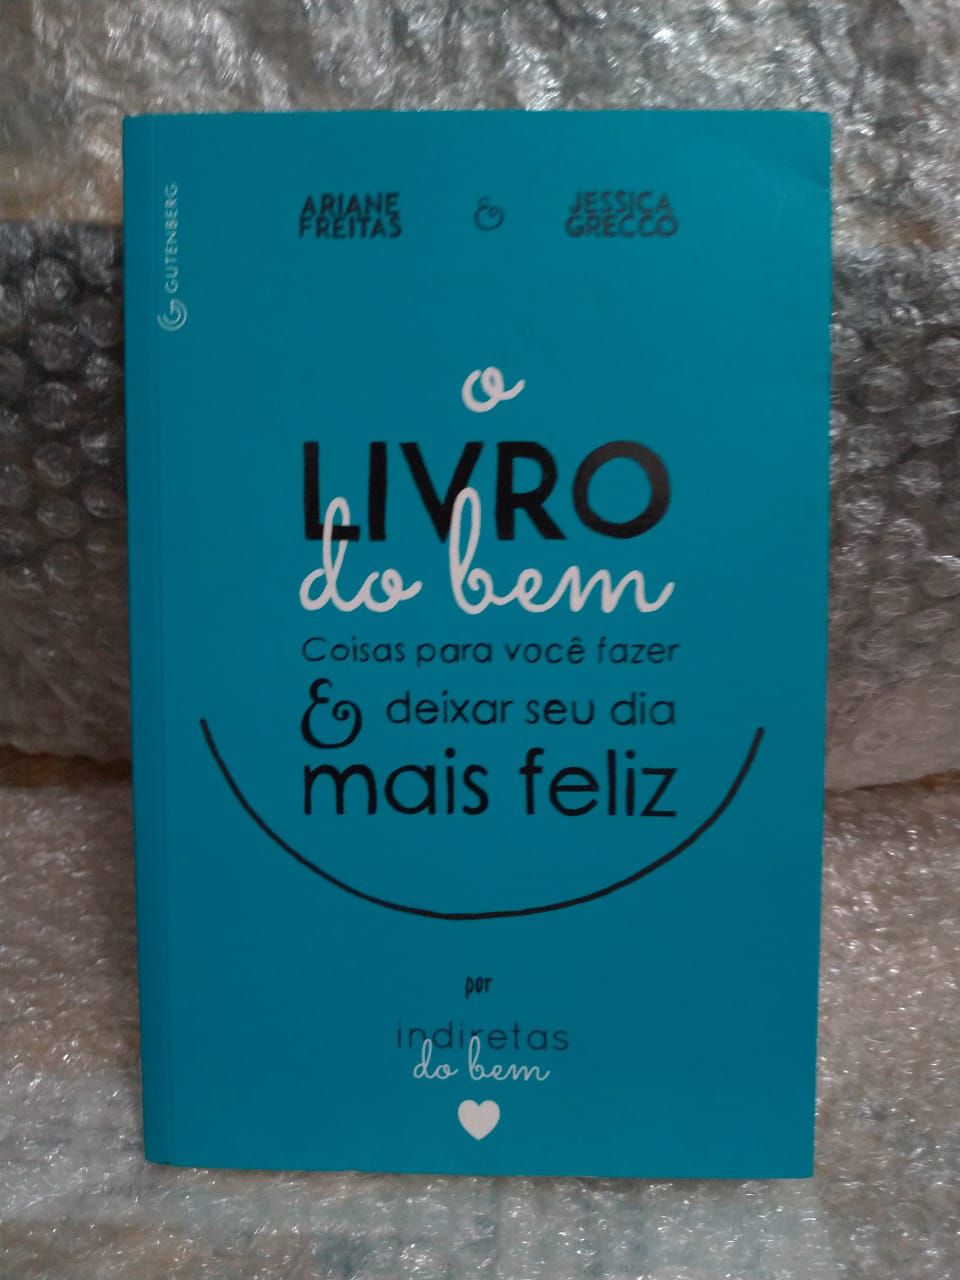 GUTENBERG
ARIANE
FREITAS
&
JESSICA
GRECCO
o
LIVRO
do bem
Coisas para você fazer
& deixar seu dia
mais feliz
por
indiretas
do bem